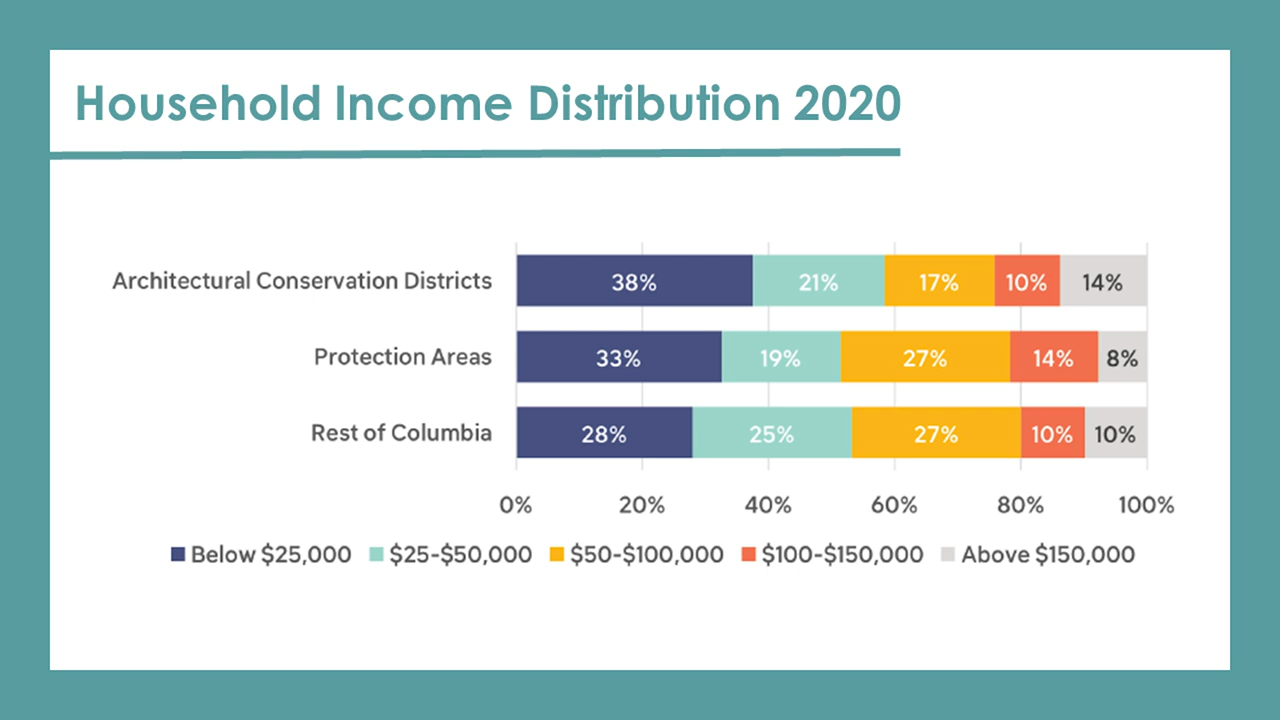 Household Income Distribution 2020
Architectural Conservation Districts 38% 21% 17% 10% 14%
Protection Areas 33% 19% 27% 14% 8%
Rest of Columbia 28% 25% 27% 10% 10%
0% 20% 40% 60% 80% 100%
Below $25,000 $25-$50,000 $50-$100,000 $100-$150,000 Above $150,000